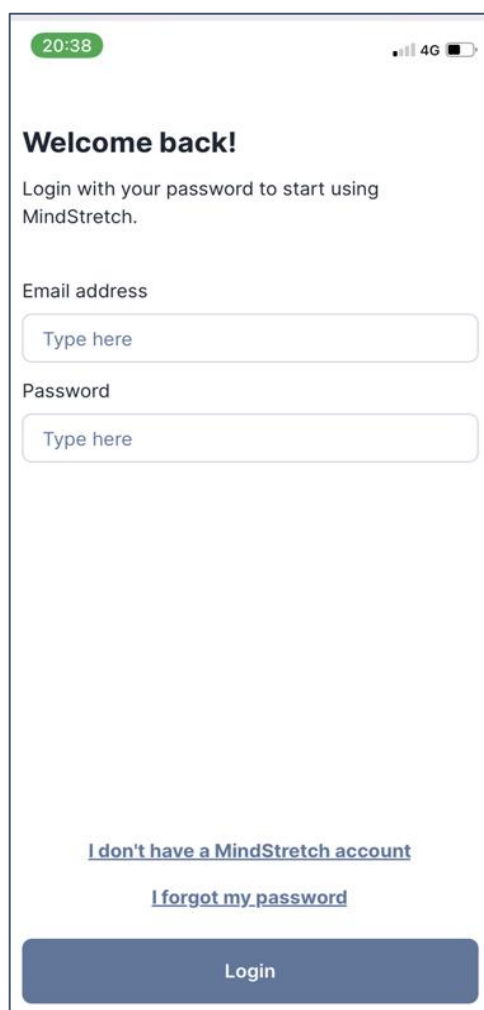 20:38
4G
Welcome back!
Login with your password to start using
MindStretch.
Email address
Type here
Password
Type here
I don't have a MindStretch account
I forgot my password
Login